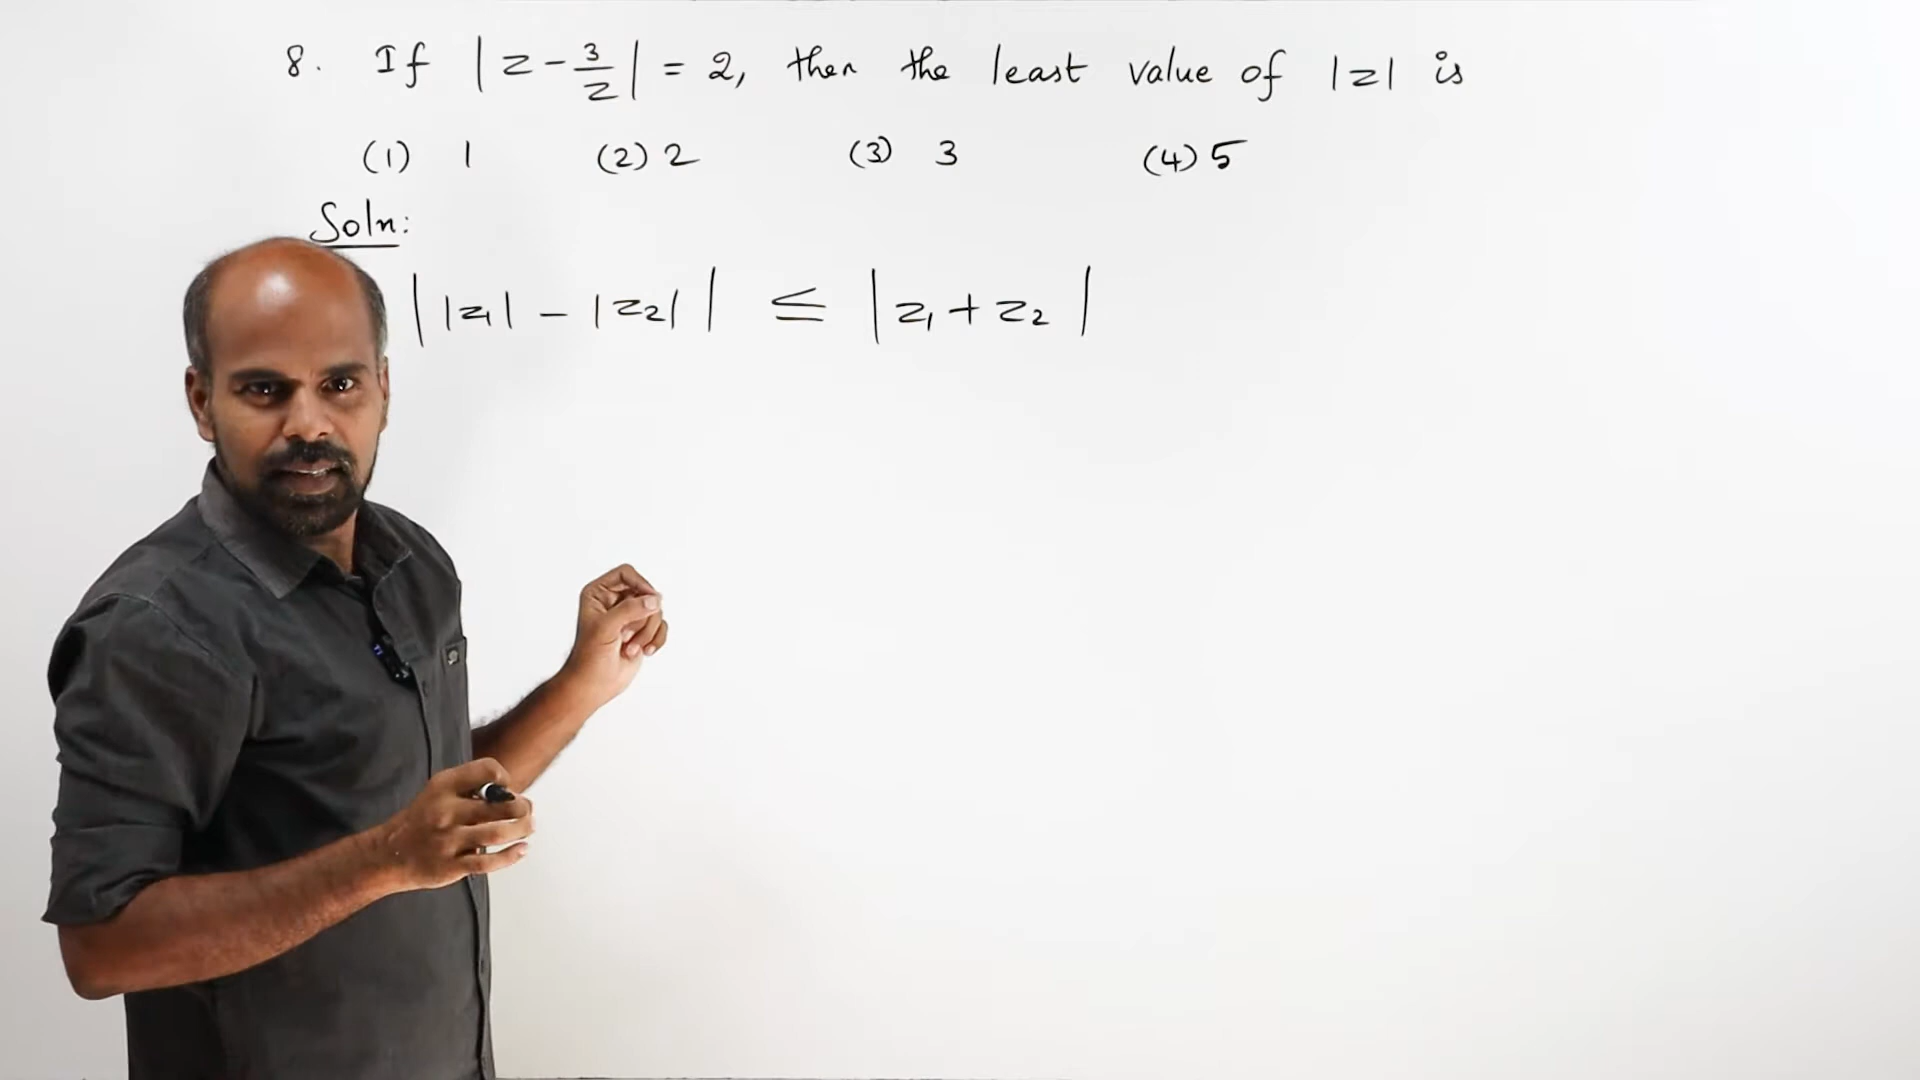 8. If |z - 3/z| = 2, then the least value of |z| is
(1) 1 (2) 2 (3) 3 (4) 5
Soln:
||z₁| - |z₂|| ≤ |z₁ + z₂|